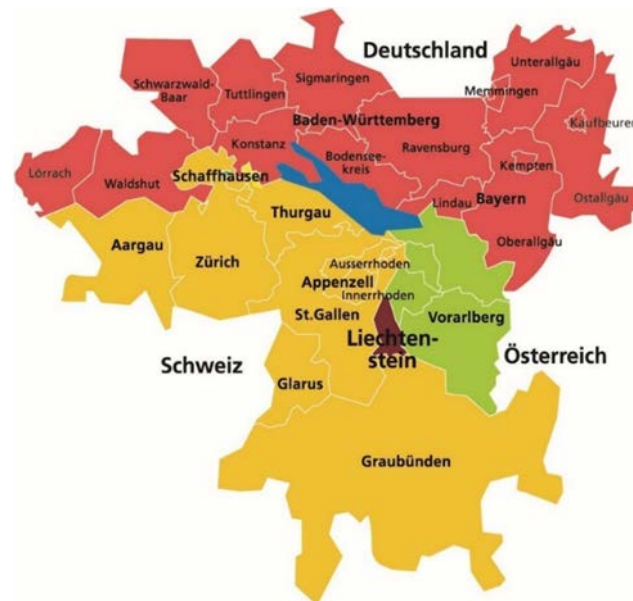 Deutschland
Unterallgäu
Sigmaringen
Schwarzwald-
Baar
Tuttlingen
Memmingen
Baden-Württemberg
Kaufbeuren
Konstanz
Bodensee-
kreis
Ravensburg
Kempten
Lörrach
Waldshut
Schaffhausen
Lindau
Bayern
Ostallgäu
Thurgau
Oberallgäu
Aargau
Zürich
Ausserrhoden
Appenzell
Innerrhoden
St.Gallen
Vorarlberg
Liechten-
stein
Schweiz
Österreich
Glarus
Graubünden